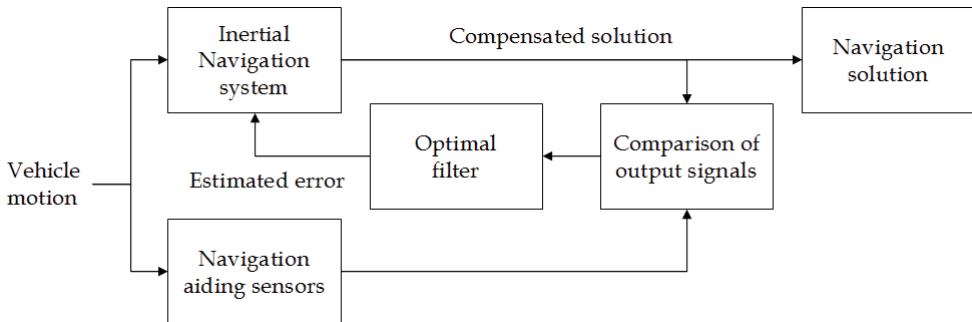 Inertial
Navigation
system
Compensated solution
Navigation
solution
Optimal
filter
Comparison of
output signals
Vehicle
motion
Estimated error
Navigation
aiding sensors